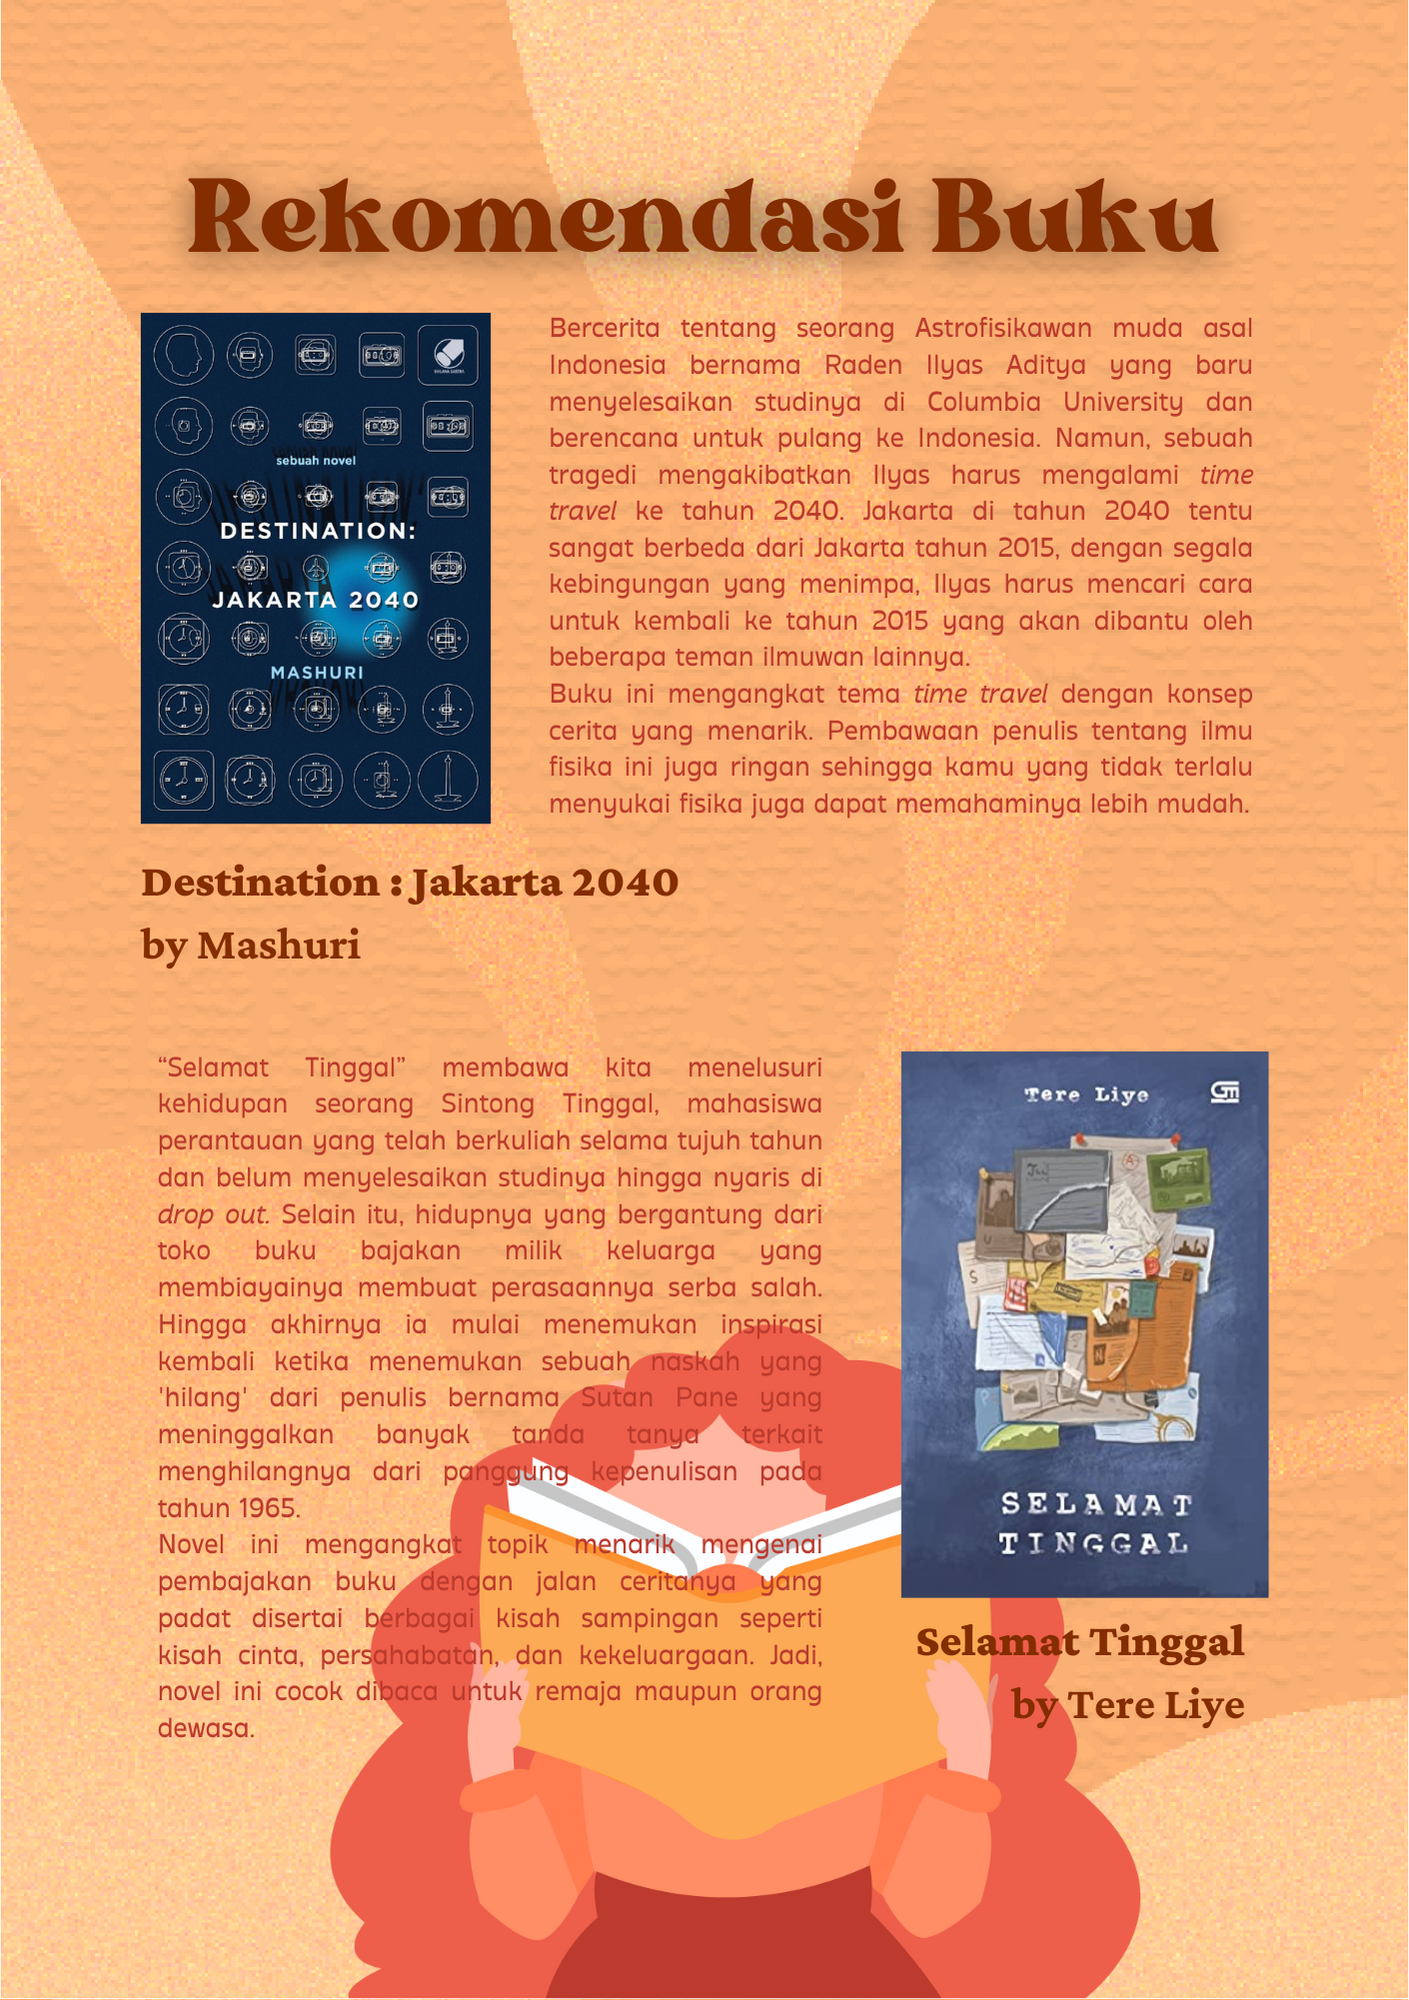 Rekomendasi Buku
sebuah novel
DESTINATION:
JAKARTA 2040
MASHURI
Bercerita tentang seorang Astrofisikawan muda asal
Indonesia bernama Raden Ilyas Aditya yang baru
menyelesaikan studinya di Columbia University dan
berencana untuk pulang ke Indonesia. Namun, sebuah
tragedi mengakibatkan Ilyas harus mengalami time
travel ke tahun 2040. Jakarta di tahun 2040 tentu
sangat berbeda dari Jakarta tahun 2015, dengan segala
kebingungan yang menimpa, Ilyas harus mencari cara
untuk kembali ke tahun 2015 yang akan dibantu oleh
beberapa teman ilmuwan lainnya.
Buku ini mengangkat tema time travel dengan konsep
cerita yang menarik. Pembawaan penulis tentang ilmu
fisika ini juga ringan sehingga kamu yang tidak terlalu
menyukai fisika juga dapat memahaminya lebih mudah.
Destination : Jakarta 2040
by Mashuri
“Selamat Tinggal” membawa kita menelusuri
kehidupan seorang Sintong Tinggal, mahasiswa
perantauan yang telah berkuliah selama tujuh tahun
dan belum menyelesaikan studinya hingga nyaris di
drop out. Selain itu, hidupnya yang bergantung dari
toko buku bajakan milik keluarga yang
membiayainya membuat perasaannya serba salah.
Hingga akhirnya ia mulai menemukan inspirasi
kembali ketika menemukan sebuah naskah yang
'hilang' dari penulis bernama Sutan Pane yang
meninggalkan banyak tanda tanya terkait
menghilangnya dari panggung kepenulisan pada
tahun 1965.
Novel ini mengangkat topik menarik mengenai
pembajakan buku dengan jalan ceritanya yang
padat disertai berbagai kisah sampingan seperti
kisah cinta, persahabatan, dan kekeluargaan. Jadi,
novel ini cocok dibaca untuk remaja maupun orang
dewasa.
Tere Liye
SELAMAT
TINGGAL
Selamat Tinggal
by Tere Liye